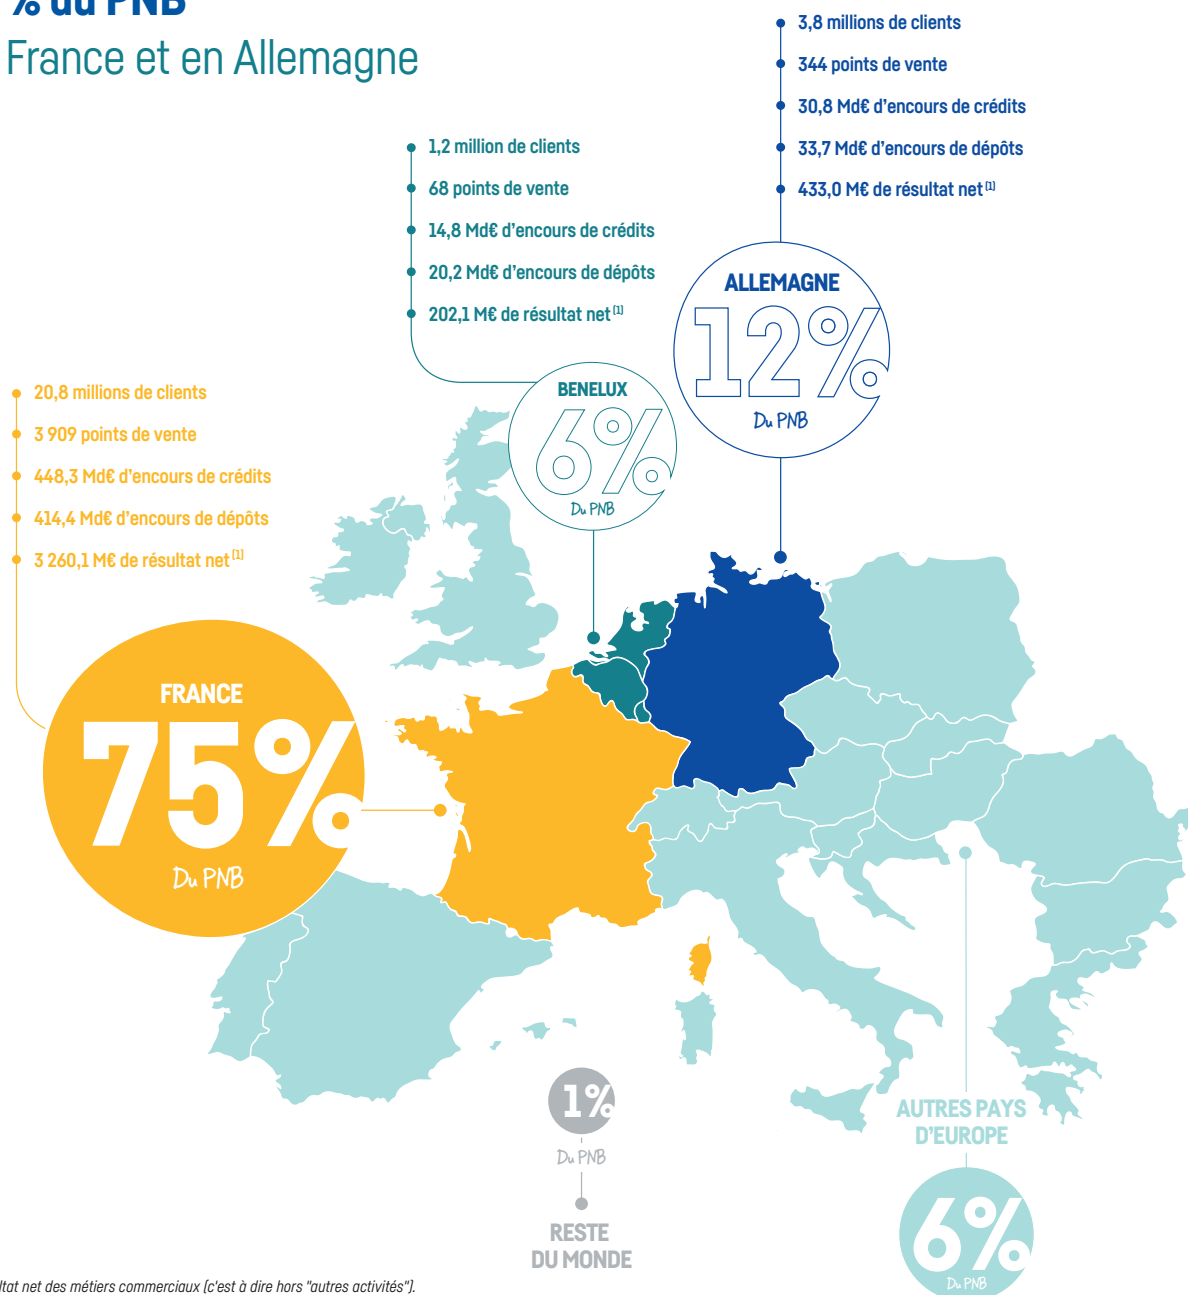 % du PNB
France et en Allemagne
3,8 millions de clients
344 points de vente
30,8 Md€ d'encours de crédits
33,7 Md€ d'encours de dépôts
433,0 M€ de résultat net (1)
ALLEMAGNE
12%
Du PNB
1,2 million de clients
68 points de vente
14,8 Md€ d'encours de crédits
20,2 Md€ d'encours de dépôts
202,1 M€ de résultat net (1)
BENELUX
6%
Du PNB
20,8 millions de clients
3 909 points de vente
448,3 Md€ d'encours de crédits
414,4 Md€ d'encours de dépôts
3 260,1 M€ de résultat net (1)
FRANCE
75%
Du PNB
AUTRES PAYS
D'EUROPE
6%
Du PNB
1%
Du PNB
RESTE
DU MONDE
ltat net des métiers commerciaux (c'est à dire hors "autres activités").